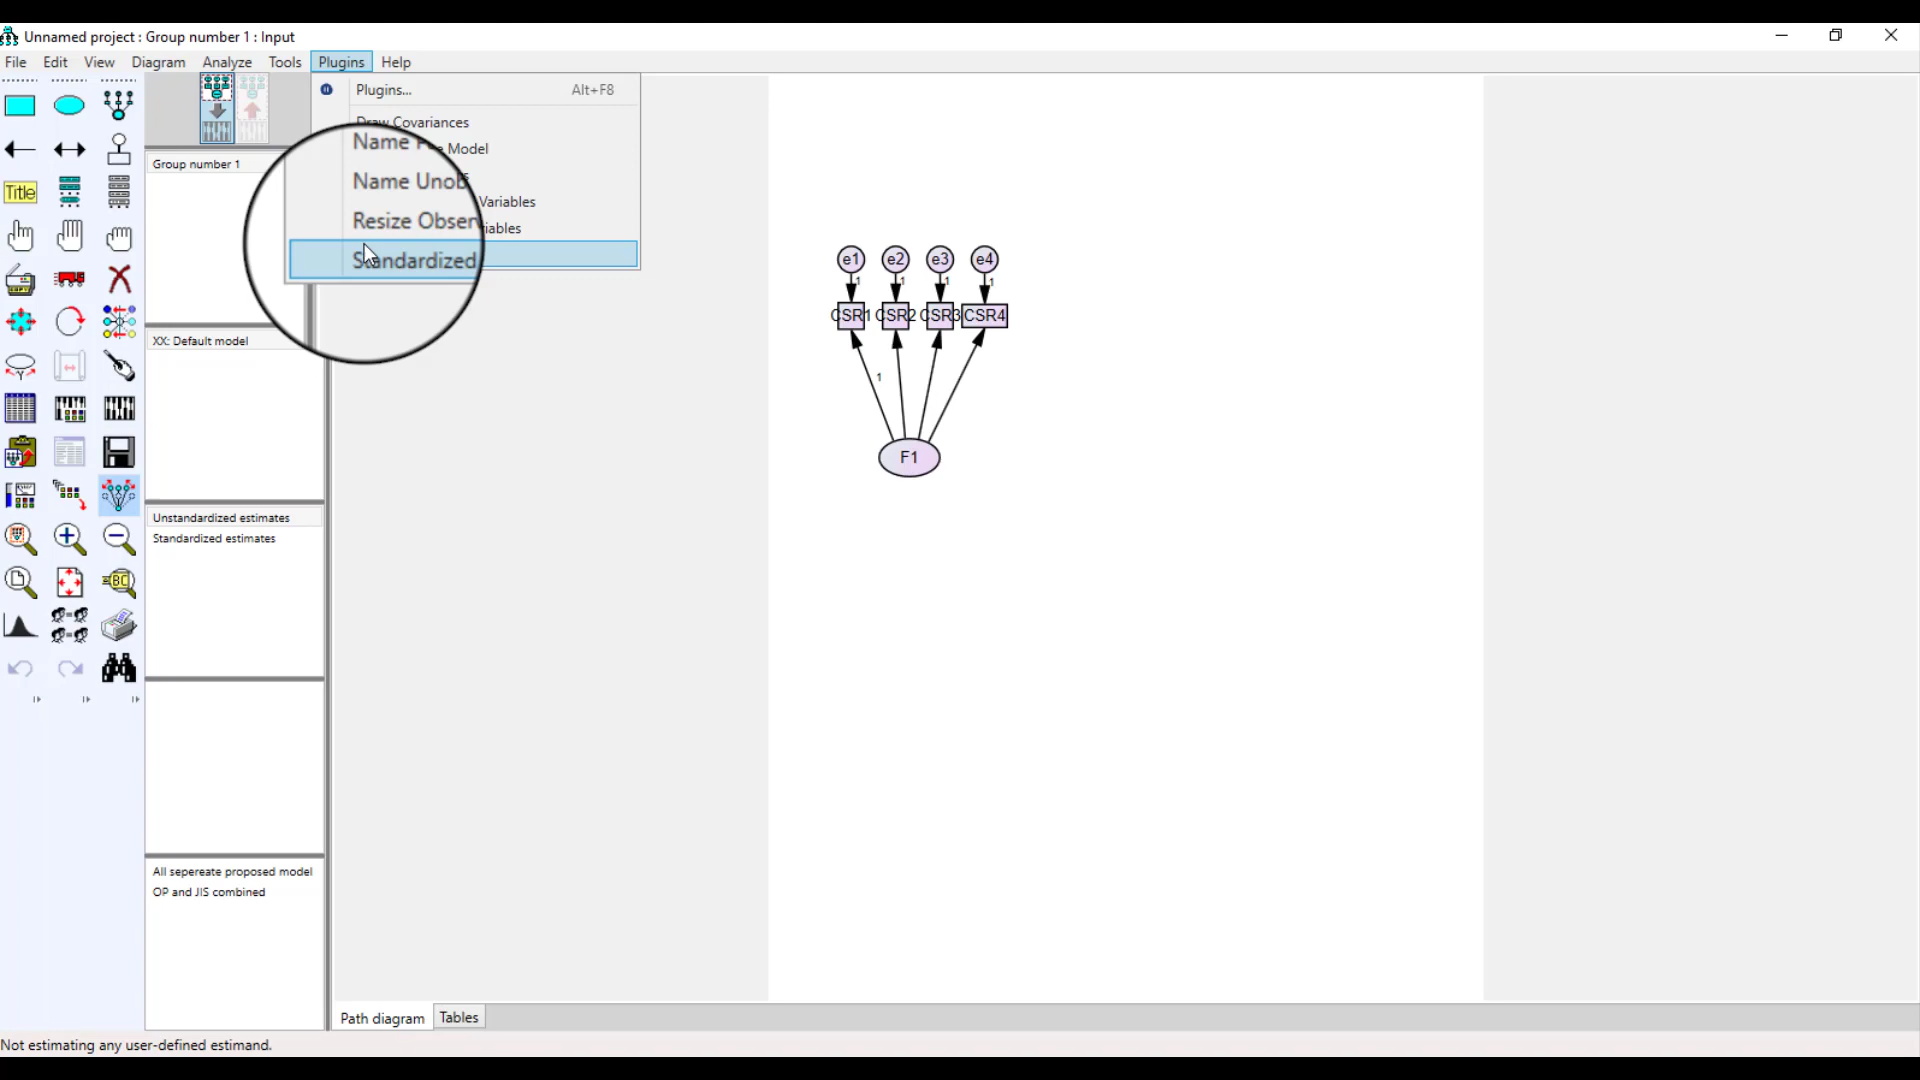 Unnamed project : Group number 1 : Input
File Edit View Diagram Analyze Tools Plugins Help
Plugins... Alt+F8
Draw Covariances
Name Model
Name Unob Variables
Resize Obser iables
Standardized
Title
Group number 1
XX: Default model
Unstandardized estimates
Standardized estimates
All sepereate proposed model
OP and JIS combined
e1 e2 e3 e4
1 1 1 1
CSR1 CSR2 CSR3 CSR4
1
F1
Path diagram Tables
Not estimating any user-defined estimand.